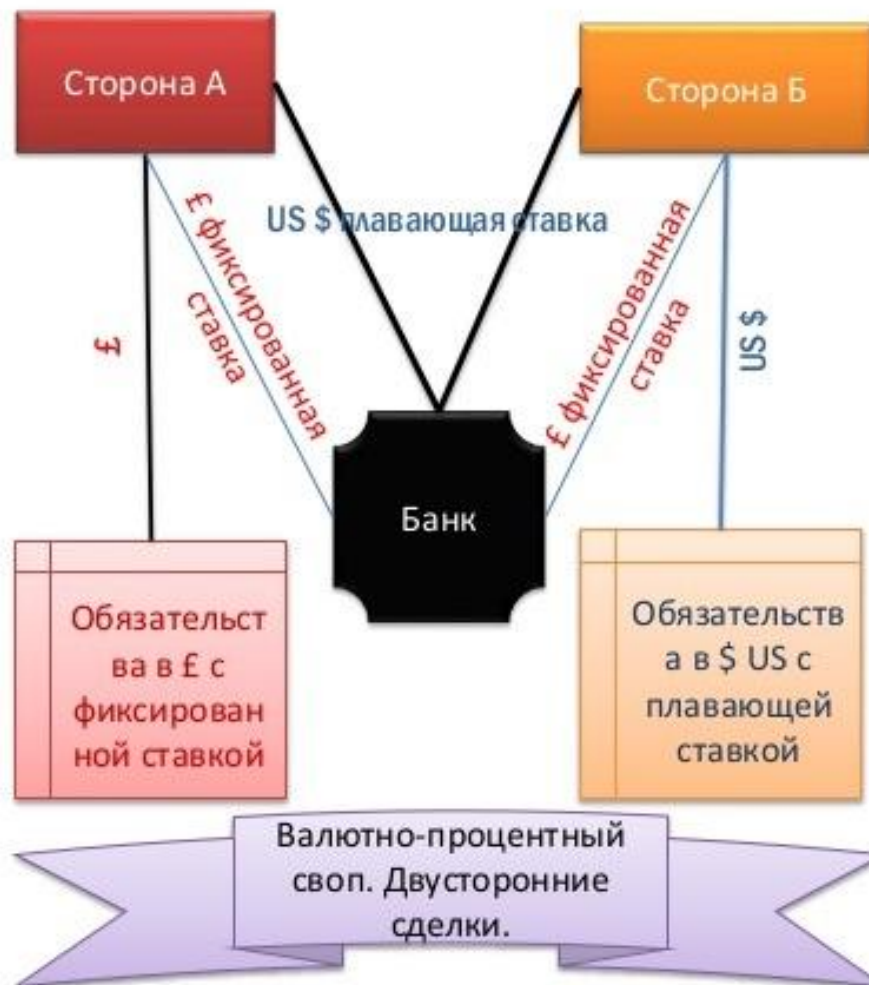 Сторона А
Сторона Б
US $ плавающая ставка
£ фиксированная
ставка
£ фиксированная
ставка
£
US $
Банк
Обязательст
ва в £ с
фиксирован
ной ставкой
Обязательств
а в $ US с
плавающей
ставкой
Валютно-процентный
своп. Двусторонние
сделки.